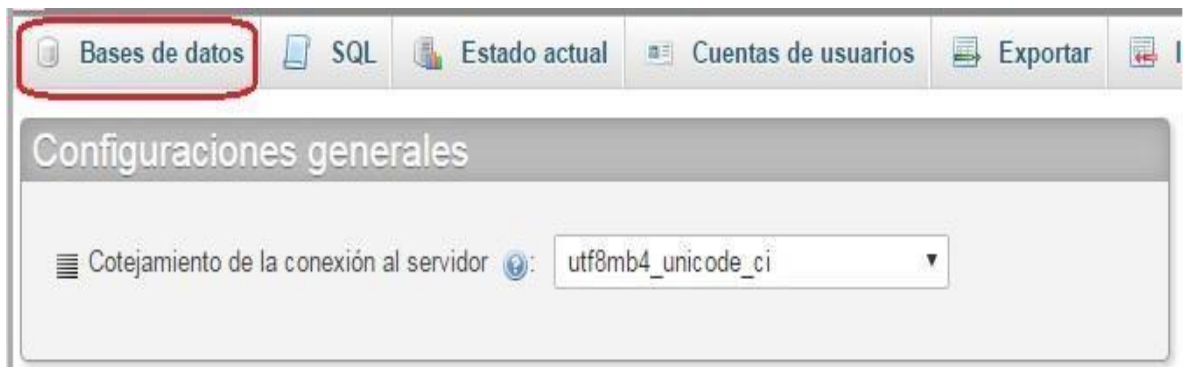 Bases de datos SQL Estado actual Cuentas de usuarios Exportar
Configuraciones generales
Cotejamiento de la conexión al servidor : utf8mb4_unicode_ci